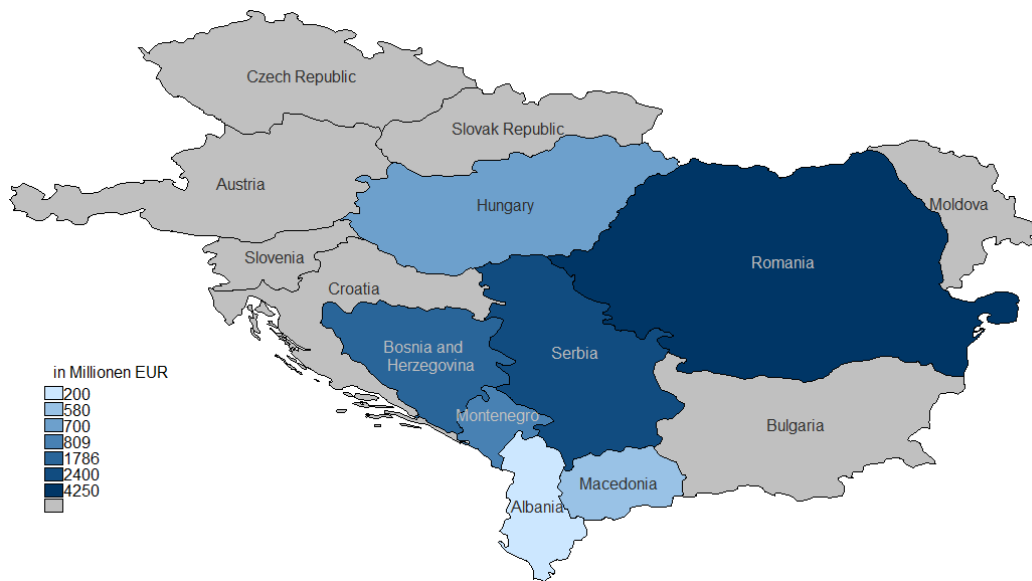 Czech Republic
Slovak Republic
Austria
Hungary
Moldova
Slovenia
Romania
Croatia
Bosnia and
Herzegovina
Serbia
Montenegro
Bulgaria
Macedonia
Albania
in Millionen EUR
200
580
700
809
1786
2400
4250